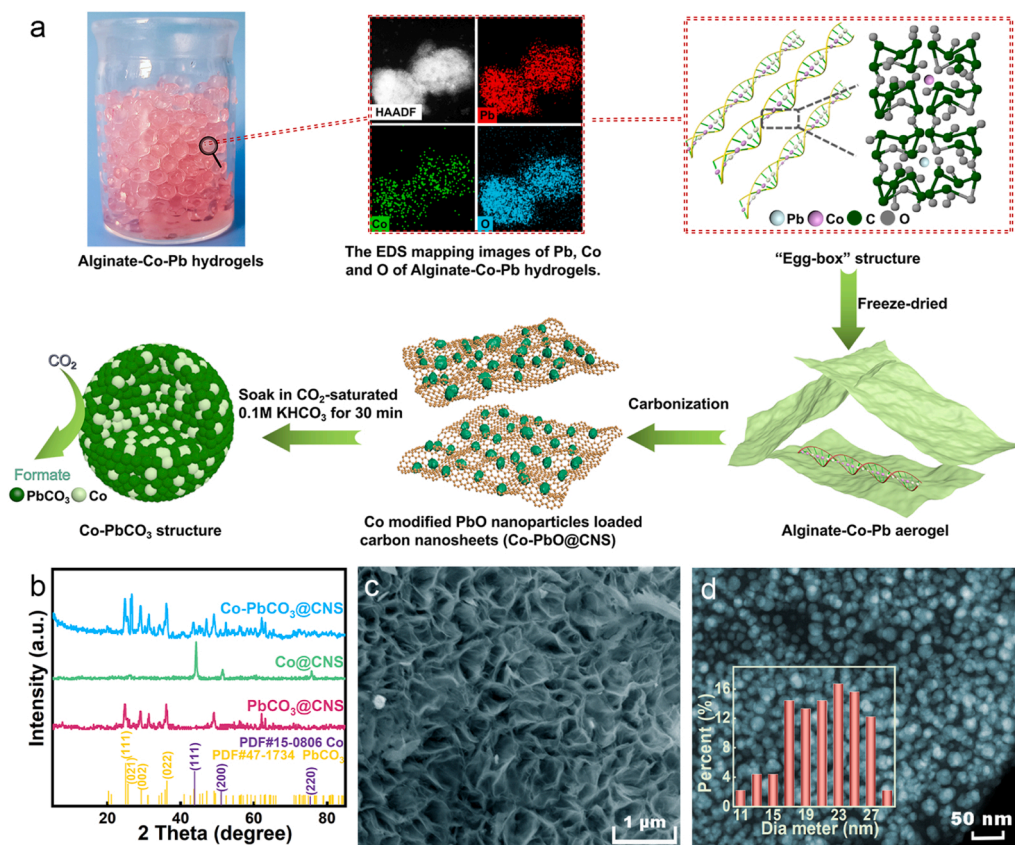 a
HAADF
Pb
Co
O
Pb Co C O
Alginate-Co-Pb hydrogels
The EDS mapping images of Pb, Co
and O of Alginate-Co-Pb hydrogels.
“Egg-box” structure
Freeze-dried
CO₂
Soak in CO₂-saturated
0.1M KHCO₃ for 30 min
Carbonization
Formate
PbCO₃ Co
Co-PbCO₃ structure
Co modified PbO nanoparticles loaded
carbon nanosheets (Co-PbO@CNS)
Alginate-Co-Pb aerogel
b
Co-PbCO₃@CNS
Co@CNS
PbCO₃@CNS
PDF#15-0806 Co
PDF#47-1734 PbCO₃
(111)
(021)
(002)
(022)
(111)
(200)
(220)
Intensity (a.u.)
20 40 60 80
2 Theta (degree)
c
1 μm
d
16
12
8
4
0
Percent (%)
11 15 19 23 27
Dia meter (nm)
50 nm